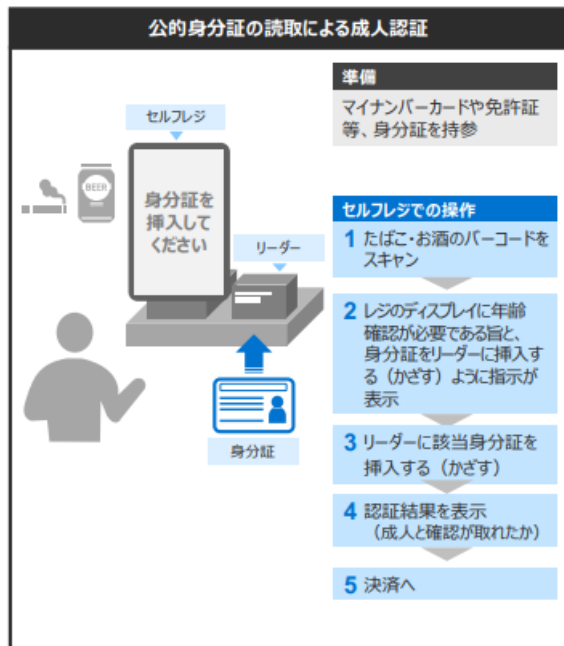 公的身分証の読取による成人認証
セルフレジ
BEER
身分証を
挿入して
ください
リーダー
身分証
準備
マイナンバーカードや免許証
等、身分証を持参
セルフレジでの操作
1 たばこ・お酒のバーコードを
スキャン
2 レジのディスプレイに年齢
確認が必要である旨と、
身分証をリーダーに挿入す
る（かざす）ように指示が
表示
3 リーダーに該当身分証を
挿入する（かざす）
4 認証結果を表示
（成人と確認が取れたか）
5 決済へ